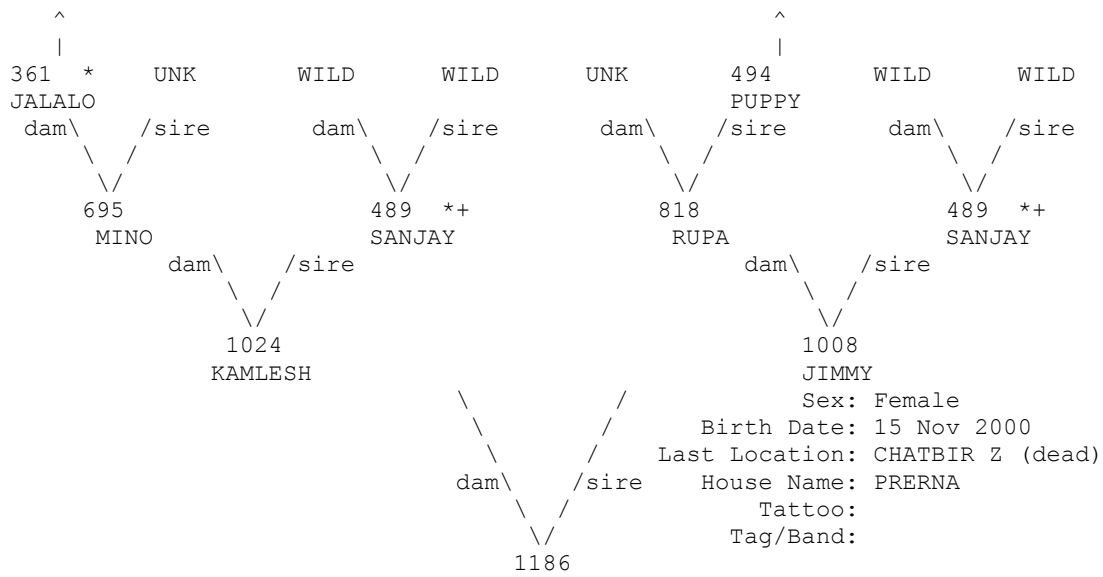 ^ ^
| |
361 * UNK WILD WILD UNK 494 WILD WILD
JALALO PUPPY
dam\ /sire dam\ /sire dam\ /sire dam\ /sire
\ / \ / \ / \ /
\/ \/ \/ \/
695 489 *+ 818 489 *+
MINO SANJAY RUPA SANJAY
dam\ /sire dam\ /sire
\ / \ /
\/ \/
1024 1008
KAMLESH JIMMY
\ / Sex: Female
\ / Birth Date: 15 Nov 2000
\ / Last Location: CHATBIR Z (dead)
dam\ /sire House Name: PRERNA
\ / Tattoo:
\/ Tag/Band:
1186